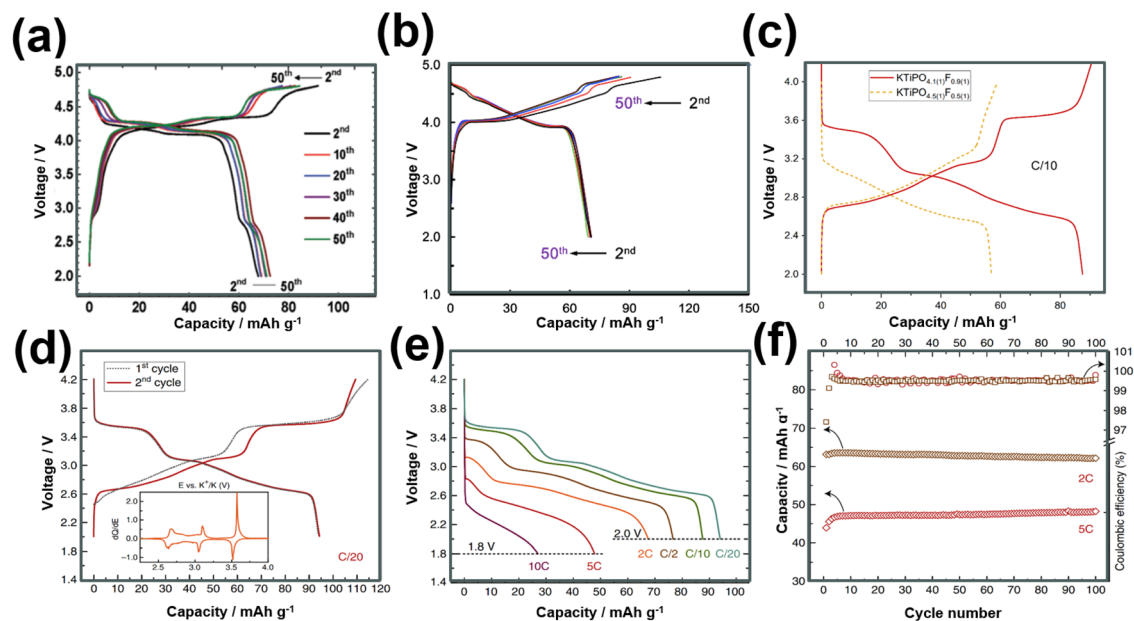 (a)
5.0
4.5
4.0
3.5
3.0
2.5
2.0
Voltage / V
50th 2nd
2nd
10th
20th
30th
40th
50th
2nd 50th
0 20 40 60 80 100
Capacity / mAh g-1
(b)
5.0
4.0
3.0
2.0
1.0
Voltage / V
50th 2nd
50th 2nd
0 30 60 90 120 150
Capacity / mAh g-1
(c)
4.0
3.6
3.2
2.8
2.4
2.0
Voltage / V
KTiPO4.1(1)F0.9(1)
KTiPO4.5(1)F0.5(1)
C/10
0 20 40 60 80
Capacity / mAh g-1
(d)
4.2
3.8
3.4
3.0
2.6
2.2
1.8
1.4
Voltage / V
1st cycle
2nd cycle
E vs. K+/K (V)
dQ/dE
2.0
1.0
0.0
-1.0
2.5 3.0 3.5 4.0
C/20
0 10 20 30 40 50 60 70 80 90 100 110 120
Capacity / mAh g-1
(e)
4.2
3.8
3.4
3.0
2.6
2.2
1.8
1.4
Voltage / V
1.8 V
2.0 V
2C C/2 C/10 C/20
10C 5C
0 10 20 30 40 50 60 70 80 90 100
Capacity / mAh g-1
(f)
0 10 20 30 40 50 60 70 80 90 100
80
70
60
50
40
30
Capacity / mAh g-1
101
100
99
98
97
Coulombic efficiency (%)
2C
5C
0 10 20 30 40 50 60 70 80 90 100
Cycle number